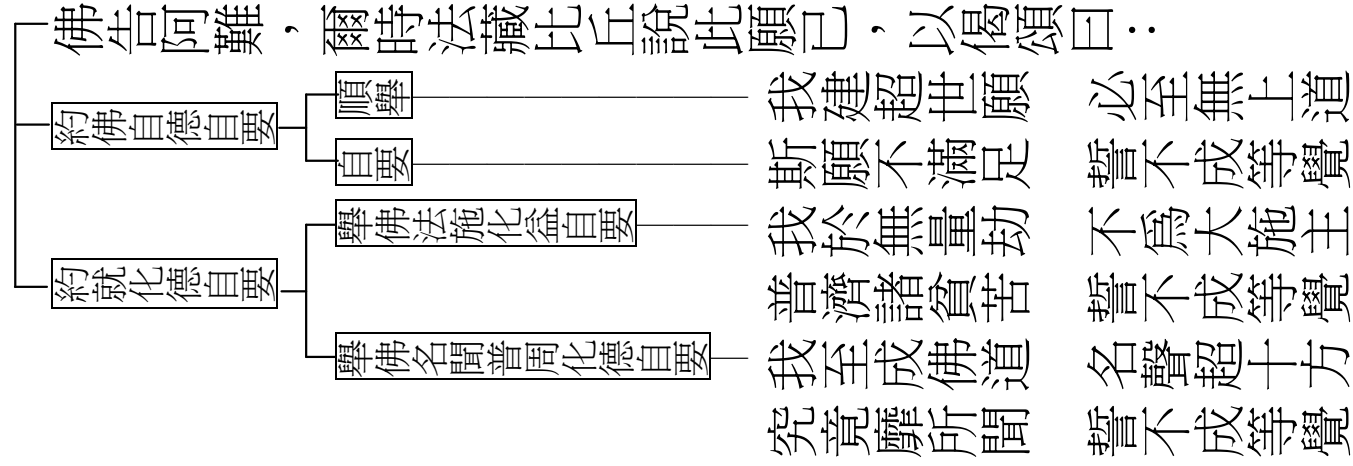 佛告阿難，爾時法藏比丘說此願已，以偈頌曰：
約佛自德自要
順舉
我建超世願　必至無上道
自要
斯願不滿足　誓不成等覺
約就化德自要
舉佛法施化益自要
我於無量劫　不爲大施主
普濟諸貧苦　誓不成等覺
舉佛名聞普周化德自要
我至成佛道　名聲超十方
究竟靡所聞　誓不成等覺